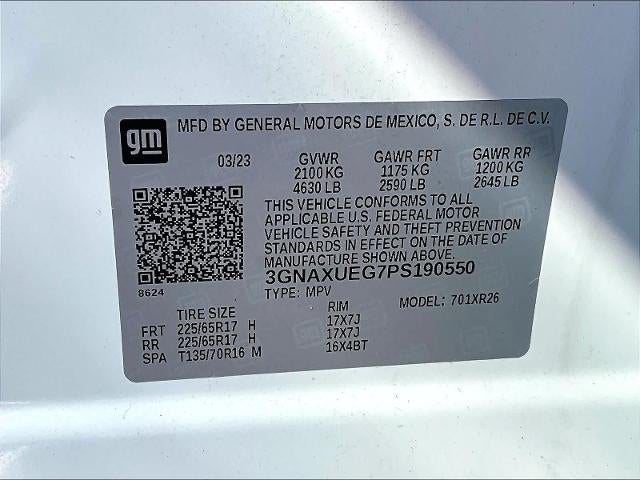 gm MFD BY GENERAL MOTORS DE MEXICO, S. DE R.L. DE C.V.
03/23 GVWR GAWR FRT GAWR RR
2100 KG 1175 KG 1200 KG
4630 LB 2590 LB 2645 LB
THIS VEHICLE CONFORMS TO ALL
APPLICABLE U.S. FEDERAL MOTOR
VEHICLE SAFETY AND THEFT PREVENTION
STANDARDS IN EFFECT ON THE DATE OF
MANUFACTURE SHOWN ABOVE.
3GNAXUEG7PS190550
8624
TYPE: MPV MODEL: 701XR26
TIRE SIZE RIM
FRT 225/65R17 H 17X7J
RR 225/65R17 H 17X7J
SPA T135/70R16 M 16X4BT